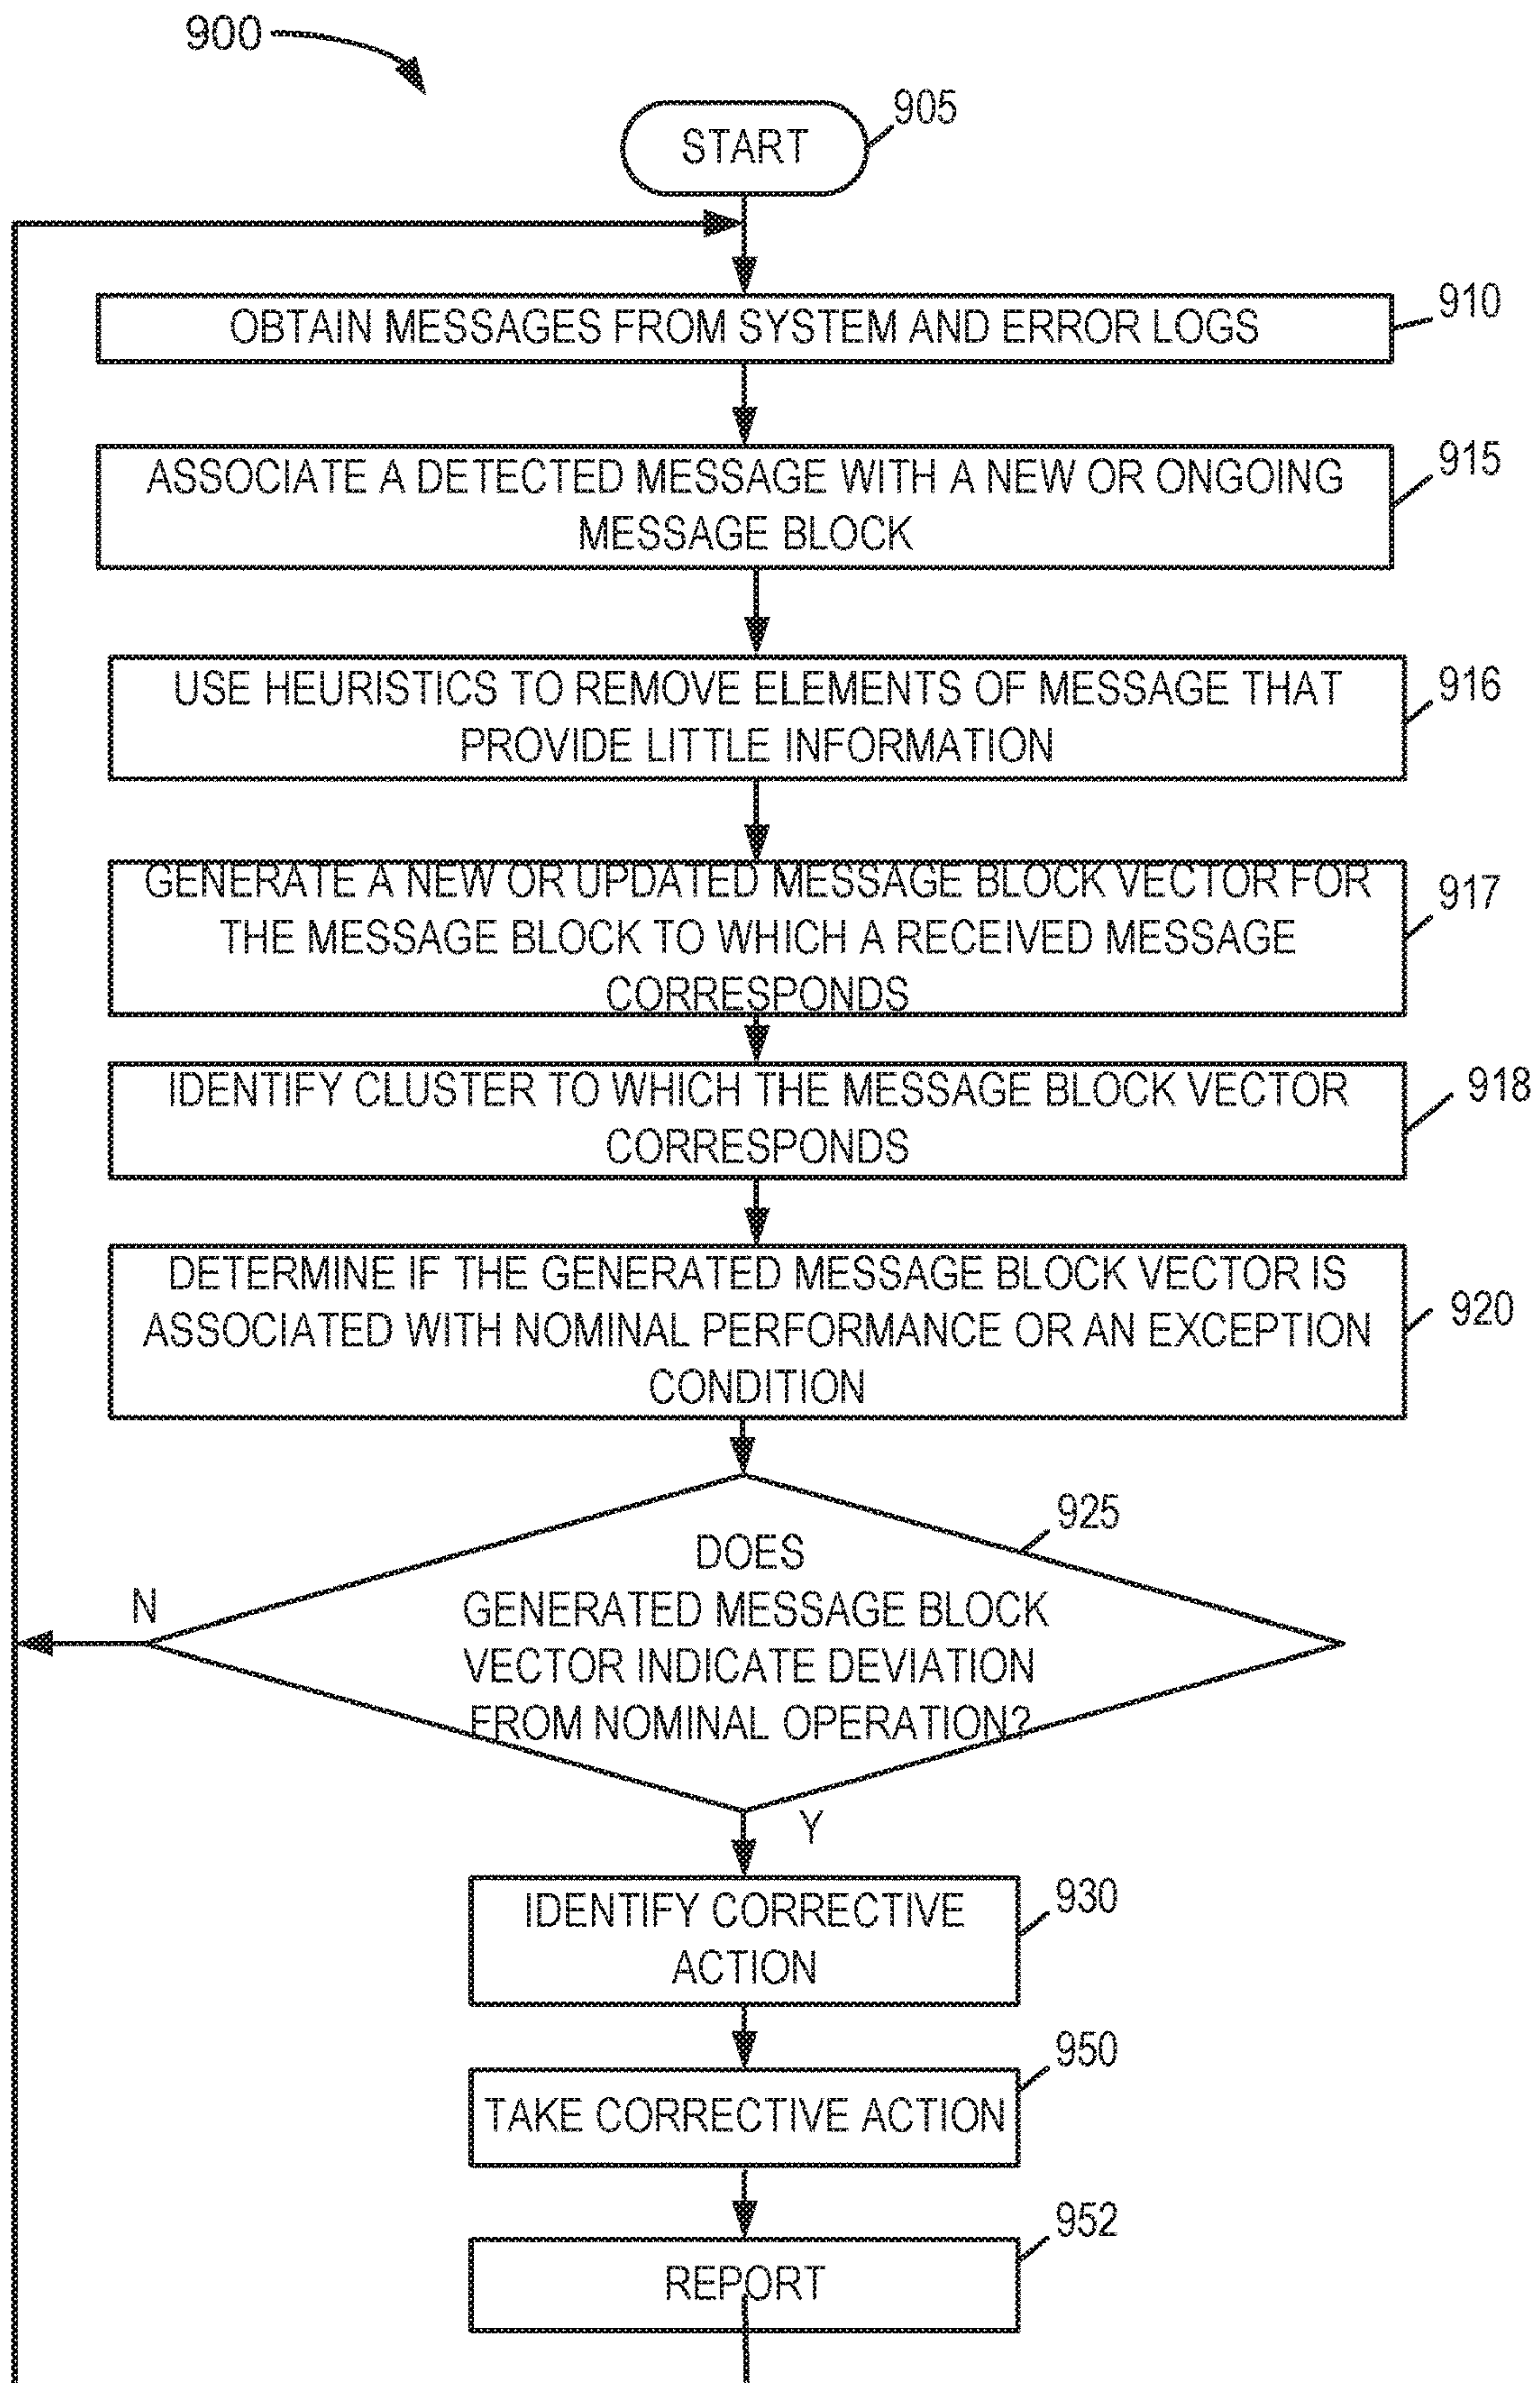 900
START
905
OBTAIN MESSAGES FROM SYSTEM AND ERROR LOGS
910
ASSOCIATE A DETECTED MESSAGE WITH A NEW OR ONGOING
MESSAGE BLOCK
915
USE HEURISTICS TO REMOVE ELEMENTS OF MESSAGE THAT
PROVIDE LITTLE INFORMATION
916
GENERATE A NEW OR UPDATED MESSAGE BLOCK VECTOR FOR
THE MESSAGE BLOCK TO WHICH A RECEIVED MESSAGE
CORRESPONDS
917
IDENTIFY CLUSTER TO WHICH THE MESSAGE BLOCK VECTOR
CORRESPONDS
918
DETERMINE IF THE GENERATED MESSAGE BLOCK VECTOR IS
ASSOCIATED WITH NOMINAL PERFORMANCE OR AN EXCEPTION
CONDITION
920
DOES
GENERATED MESSAGE BLOCK
VECTOR INDICATE DEVIATION
FROM NOMINAL OPERATION?
925
N
Y
IDENTIFY CORRECTIVE
ACTION
930
TAKE CORRECTIVE ACTION
950
REPORT
952